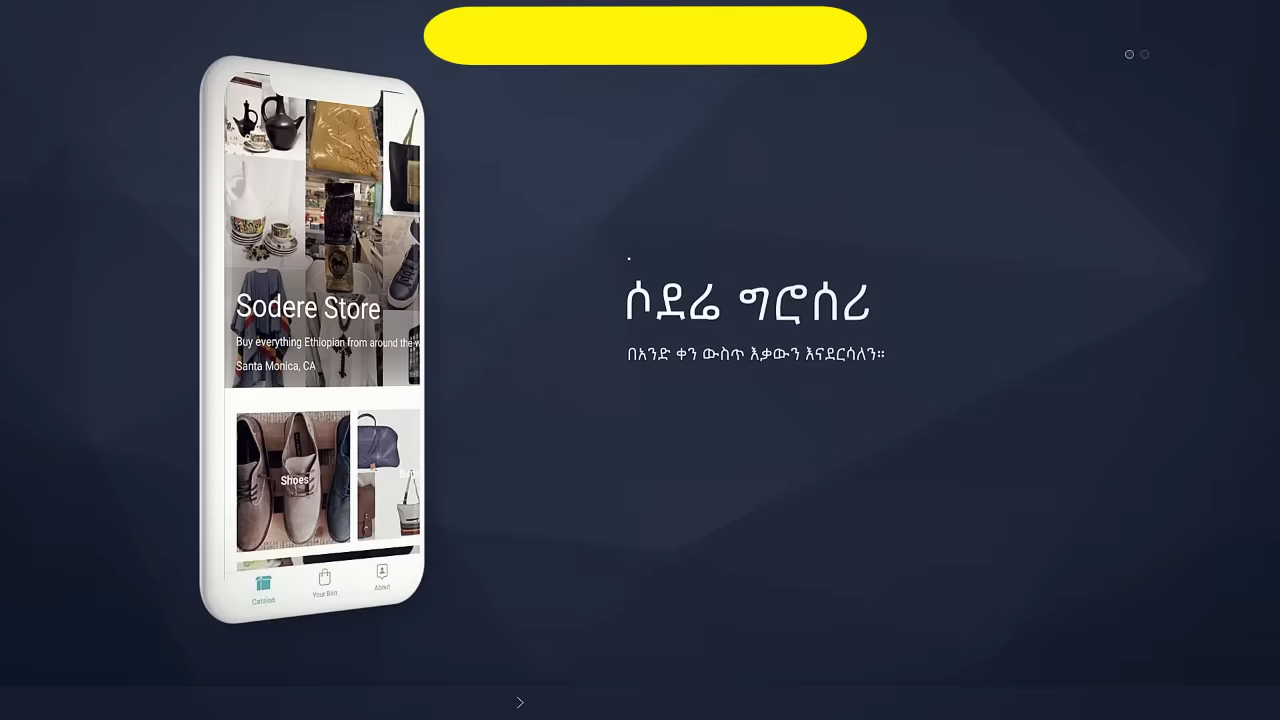 Sodere Store
Buy everything Ethiopian from around the
Santa Monica, CA
Shoes
Catalog
Your Bag
About
ሶደሬ ግሮሰሪ
በአንድ ቀን ውስጥ እቃውን እናደርሳለን።